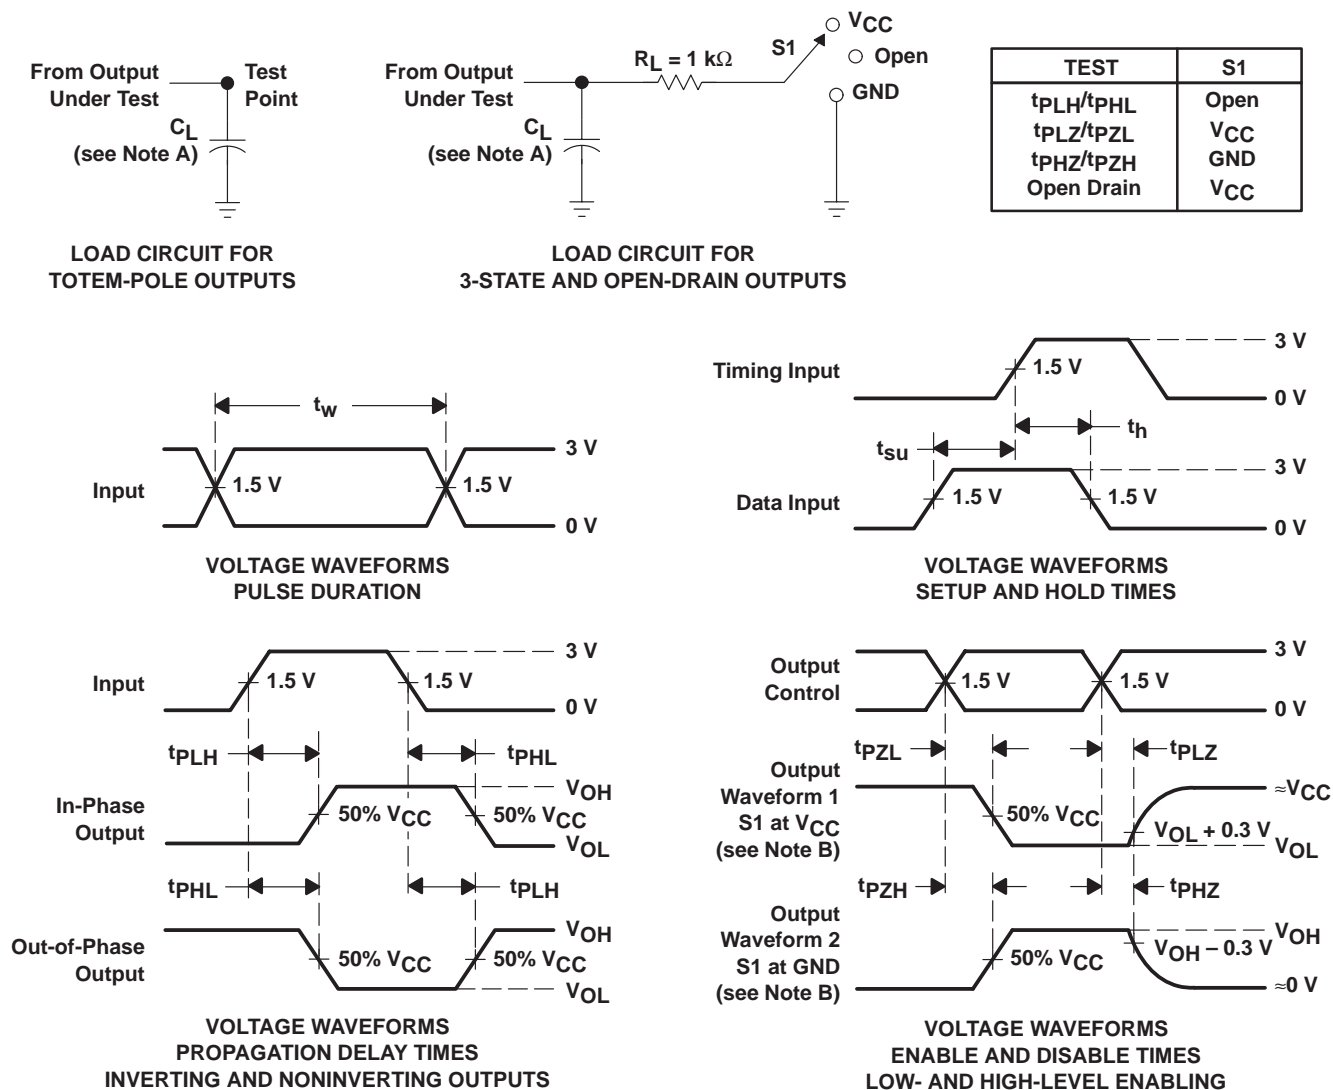 From Output
Under Test
Test
Point
CL
(see Note A)
LOAD CIRCUIT FOR
TOTEM-POLE OUTPUTS
From Output
Under Test
RL = 1 kΩ
S1
VCC
Open
GND
CL
(see Note A)
LOAD CIRCUIT FOR
3-STATE AND OPEN-DRAIN OUTPUTS
TEST S1
tPLH/tPHL Open
tPLZ/tPZL VCC
tPHZ/tPZH GND
Open Drain VCC
tw
Input
3 V
1.5 V
1.5 V
0 V
VOLTAGE WAVEFORMS
PULSE DURATION
Timing Input
3 V
1.5 V
0 V
tsu
th
Data Input
3 V
1.5 V
1.5 V
0 V
VOLTAGE WAVEFORMS
SETUP AND HOLD TIMES
Input
3 V
1.5 V
1.5 V
0 V
tPLH
tPHL
In-Phase
Output
VOH
50% VCC
50% VCC
VOL
tPHL
tPLH
Out-of-Phase
Output
VOH
50% VCC
50% VCC
VOL
VOLTAGE WAVEFORMS
PROPAGATION DELAY TIMES
INVERTING AND NONINVERTING OUTPUTS
Output
Control
3 V
1.5 V
1.5 V
0 V
tPZL
tPLZ
Output
Waveform 1
S1 at VCC
(see Note B)
≈VCC
50% VCC
VOL + 0.3 V
VOL
tPZH
tPHZ
Output
Waveform 2
S1 at GND
(see Note B)
VOH
50% VCC
VOH – 0.3 V
≈0 V
VOLTAGE WAVEFORMS
ENABLE AND DISABLE TIMES
LOW- AND HIGH-LEVEL ENABLING